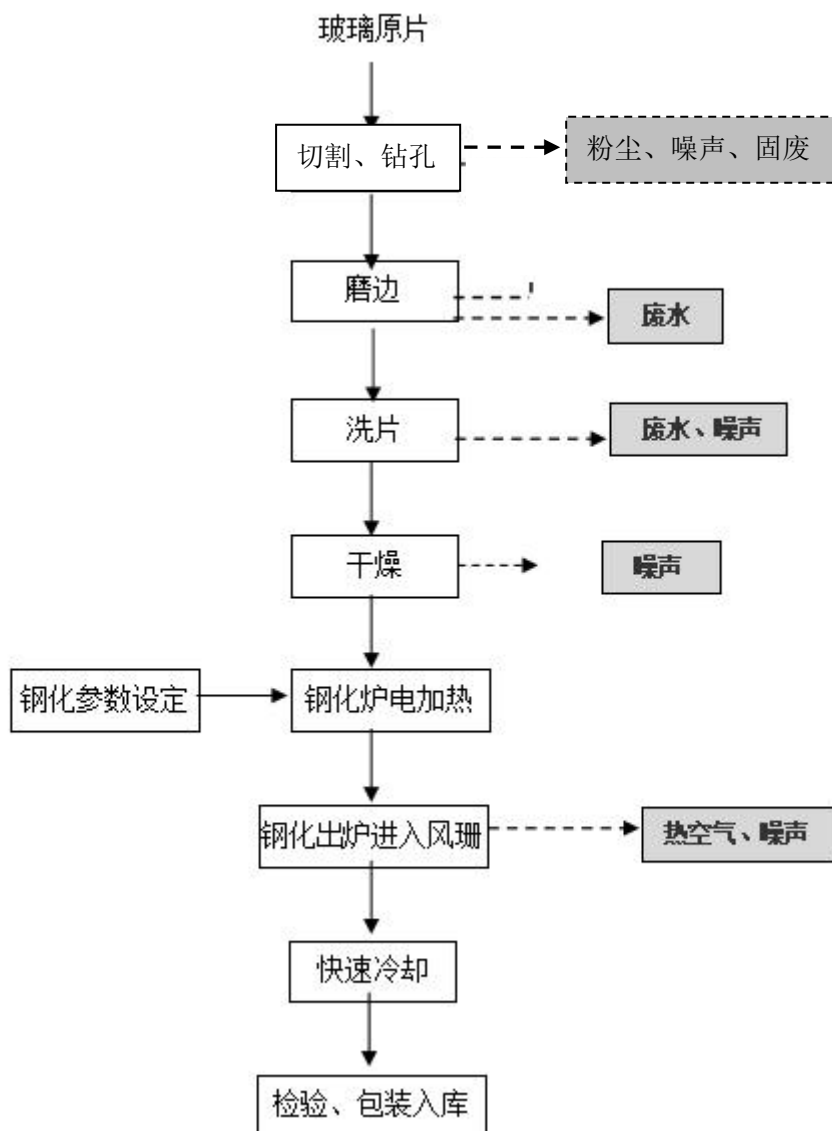 玻璃原片
切割、钻孔
粉尘、噪声、固废
磨边
废水
洗片
废水、噪声
干燥
噪声
钢化参数设定
钢化炉电加热
钢化出炉进入风珊
热空气、噪声
快速冷却
检验、包装入库